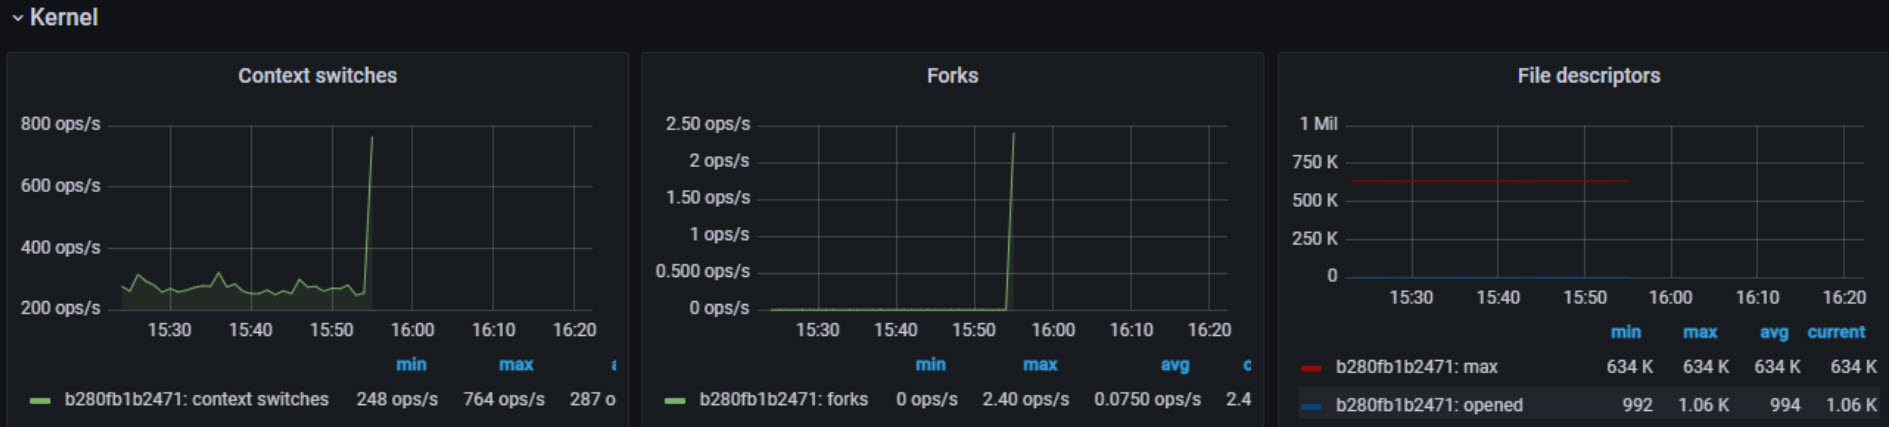 Kernel
Context switches
800 ops/s
600 ops/s
400 ops/s
200 ops/s
15:30 15:40 15:50 16:00 16:10 16:20
min max
b280fb1b2471: context switches 248 ops/s 764 ops/s 287 o
Forks
2.50 ops/s
2 ops/s
1.50 ops/s
1 ops/s
0.500 ops/s
0 ops/s
15:30 15:40 15:50 16:00 16:10 16:20
min max avg c
b280fb1b2471: forks 0 ops/s 2.40 ops/s 0.0750 ops/s 2.4
File descriptors
1 Mil
750 K
500 K
250 K
0
15:30 15:40 15:50 16:00 16:10 16:20
min max avg current
b280fb1b2471: max 634 K 634 K 634 K 634 K
b280fb1b2471: opened 992 1.06 K 994 1.06 K